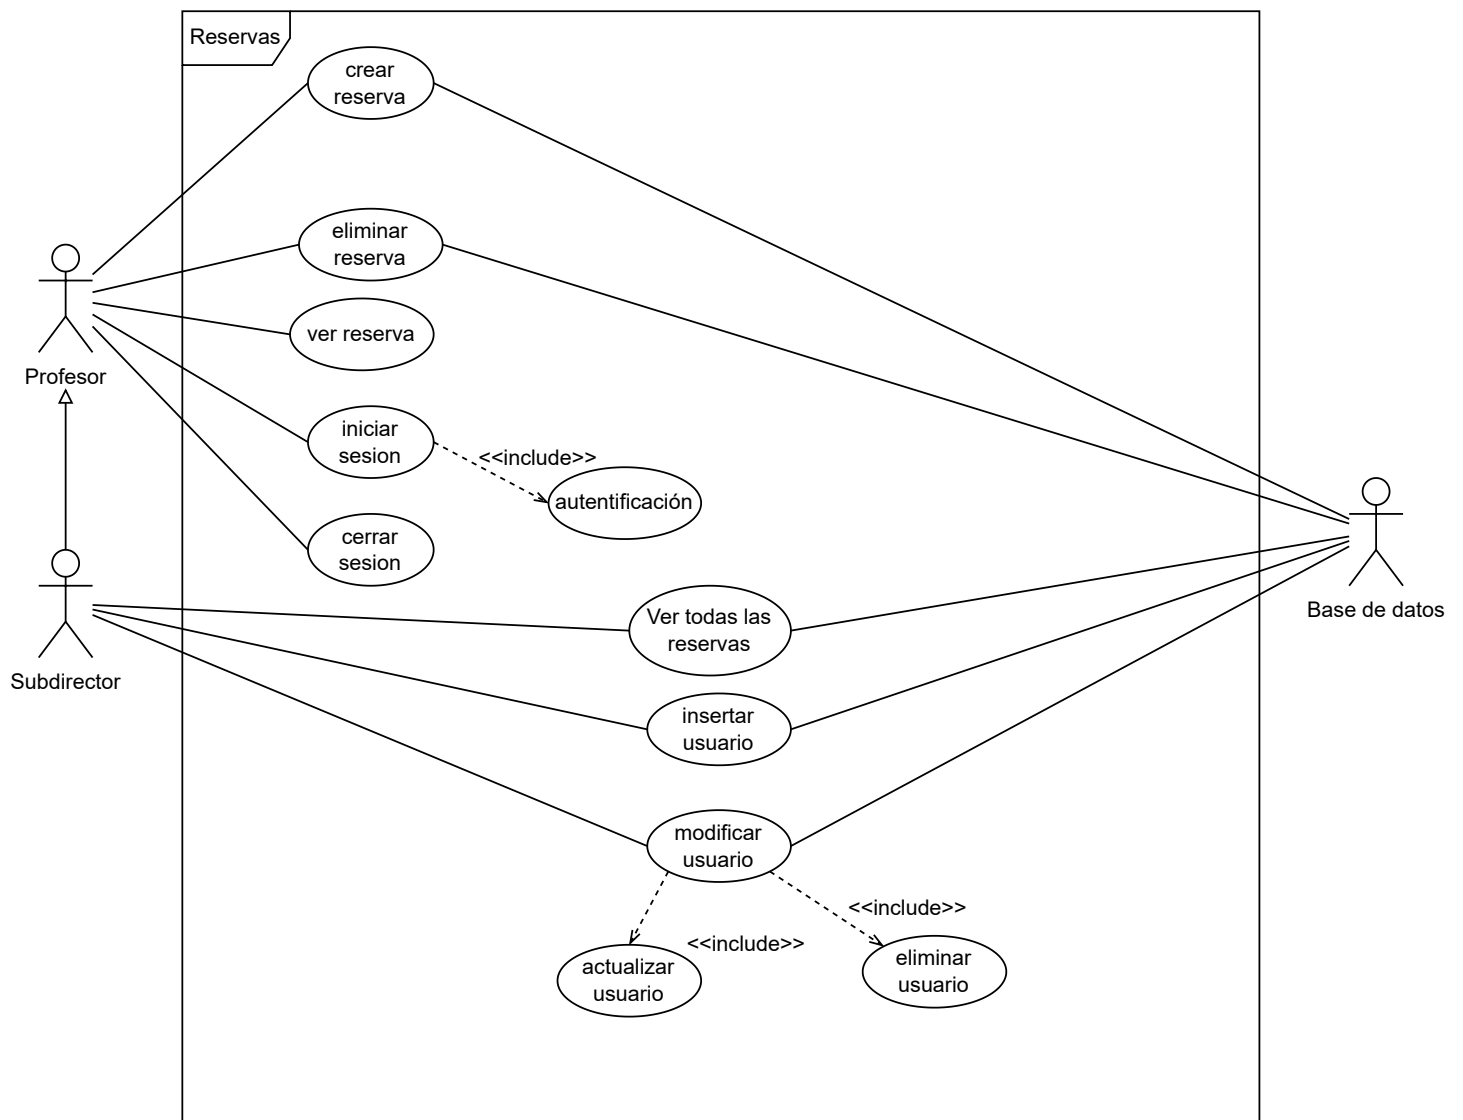 Reservas
crear
reserva
eliminar
reserva
ver reserva
Profesor
iniciar
sesion
<<include>>
autentificación
cerrar
sesion
Ver todas las
reservas
Base de datos
Subdirector
insertar
usuario
modificar
usuario
<<include>>
<<include>>
actualizar
usuario
eliminar
usuario